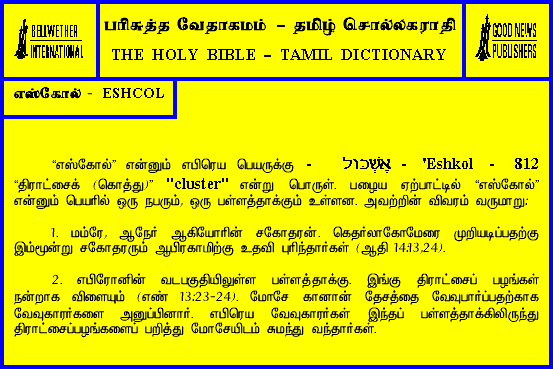 BELLWETHER
INTERNATIONAL
பரிசுத்த வேதாகமம் – தமிழ் சொல்லகராதி
THE HOLY BIBLE – TAMIL DICTIONARY
GOOD NEWS
PUBLISHERS
எஸ்கோல் - ESHCOL
“எஸ்கோல்” என்னும் எபிரெய பெயருக்கு - אֶשְׁכּוֹל - 'Eshkol - 812
“திராட்சைக் (கொத்து)” "cluster" என்று பொருள். பழைய ஏற்பாட்டில் “எஸ்கோல்”
என்னும் பெயரில் ஒரு நபரும், ஒரு பள்ளத்தாக்கும் உள்ளன. அவற்றின் விவரம் வருமாறு:
1. மம்ரே, ஆநேர் ஆகியோரின் சகோதரன். கெதர்லாகோமேரை முறியடிப்பதற்கு
இம்மூன்று சகோதரரும் ஆபிரகாமிற்கு உதவி புரிந்தார்கள் (ஆதி 14:13,24).
2. எபிரோனின் வடபகுதியிலுள்ள பள்ளத்தாக்கு. இங்கு திராட்சைப் பழங்கள்
நன்றாக விளையும் (எண் 13:23-24). மோசே கானான் தேசத்தை வேவுபார்ப்பதற்காக
வேவுகாரர்களை அனுப்பினார். எபிரெய வேவுகாரர்கள் இந்தப் பள்ளத்தாக்கிலிருந்து
திராட்சைப்பழங்களைப் பறித்து மோசேயிடம் சுமந்து வந்தார்கள்.